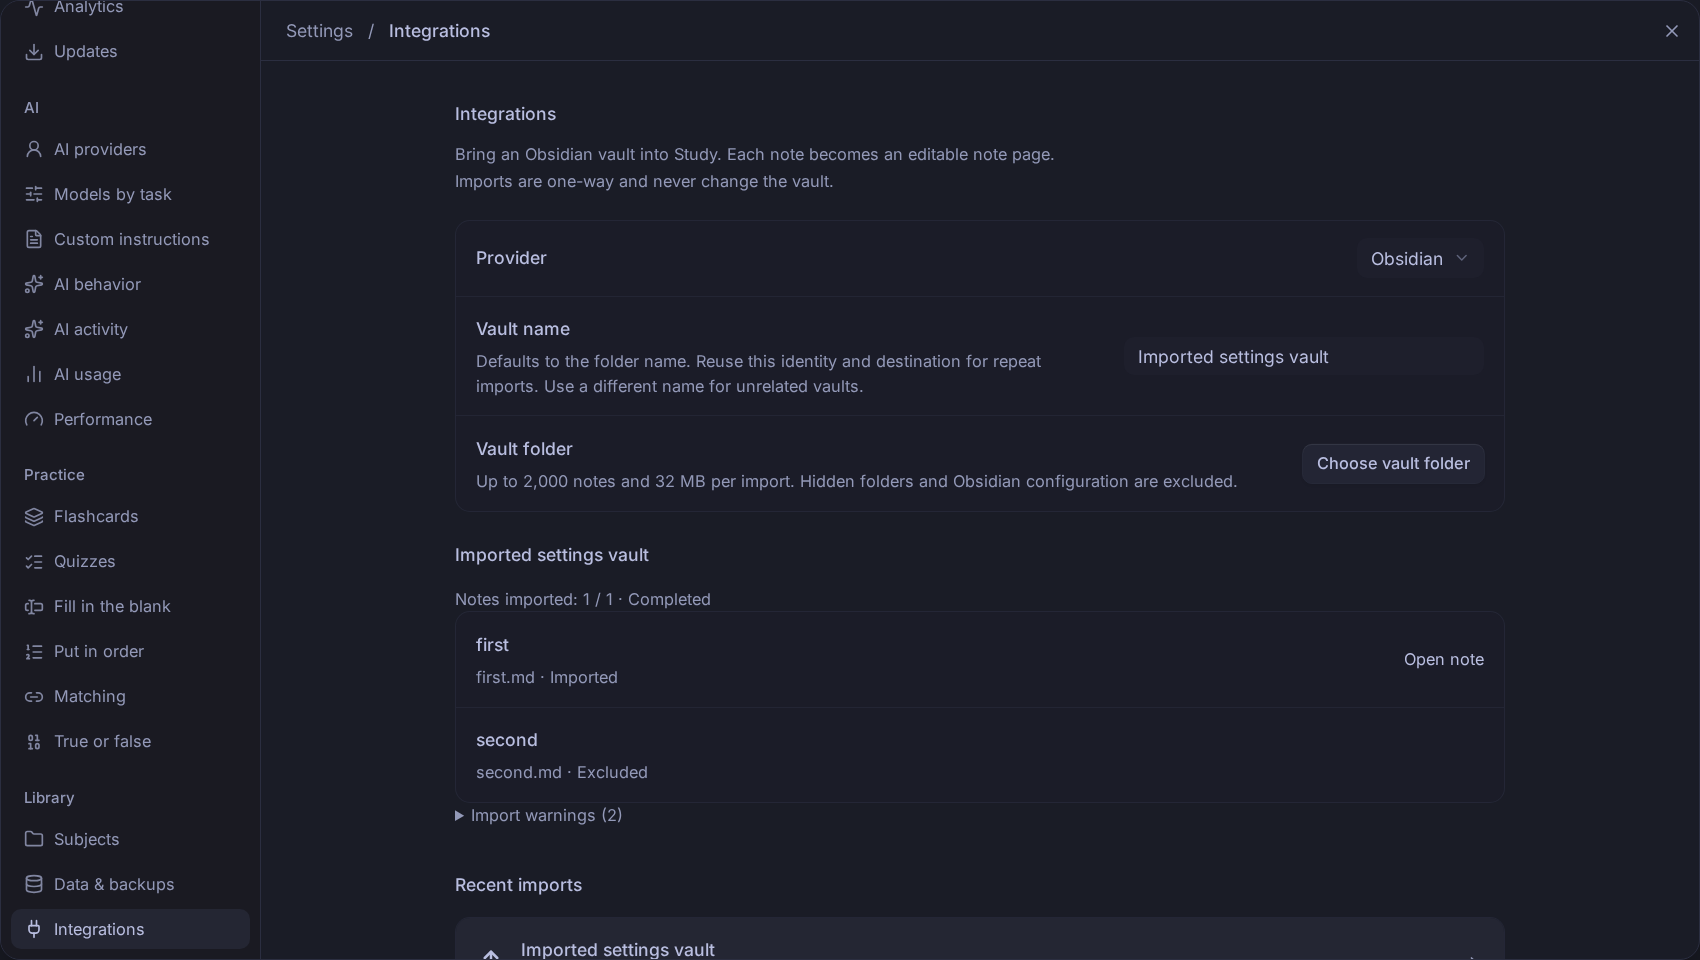 Analytics
Updates
AI
AI providers
Models by task
Custom instructions
AI behavior
AI activity
AI usage
Performance
Practice
Flashcards
Quizzes
Fill in the blank
Put in order
Matching
True or false
Library
Subjects
Data & backups
Integrations
Settings / Integrations
Integrations
Bring an Obsidian vault into Study. Each note becomes an editable note page.
Imports are one-way and never change the vault.
Provider
Obsidian
Vault name
Defaults to the folder name. Reuse this identity and destination for repeat
imports. Use a different name for unrelated vaults.
Imported settings vault
Vault folder
Up to 2,000 notes and 32 MB per import. Hidden folders and Obsidian configuration are excluded.
Choose vault folder
Imported settings vault
Notes imported: 1 / 1 · Completed
first
first.md · Imported
Open note
second
second.md · Excluded
Import warnings (2)
Recent imports
Imported settings vault